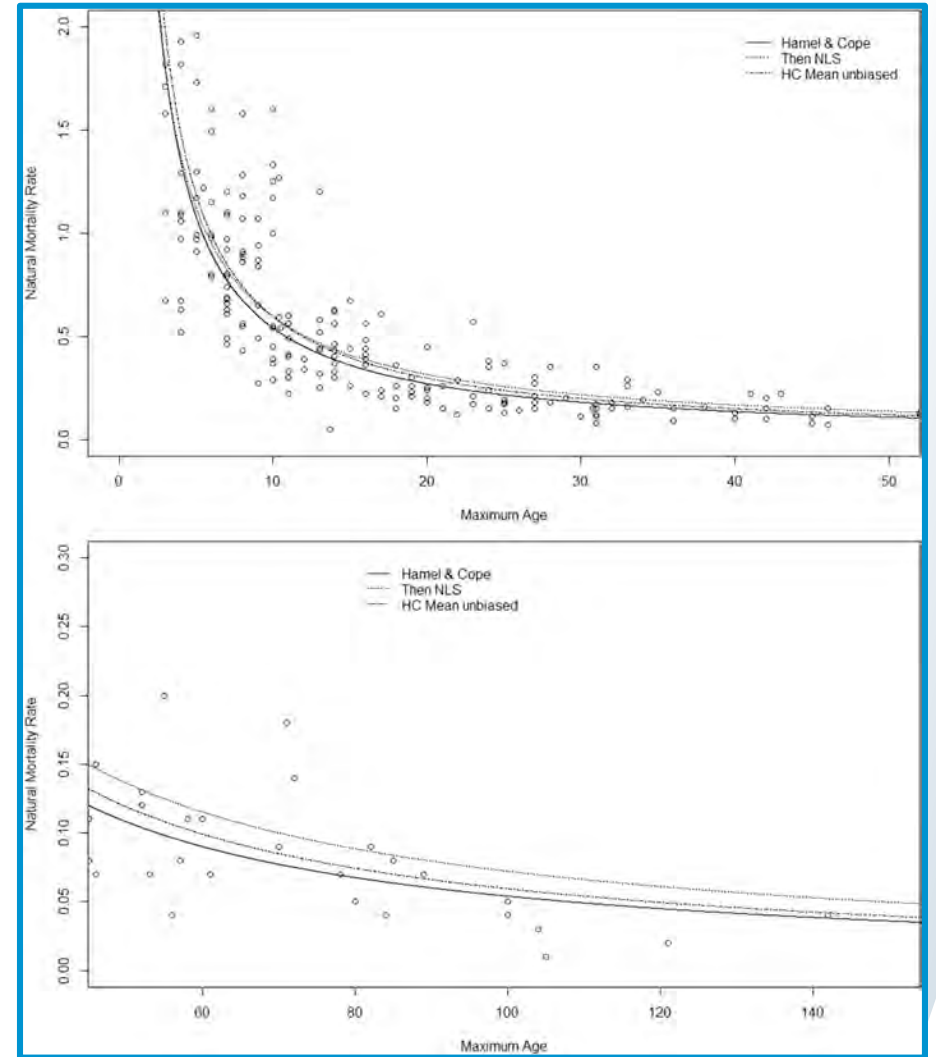 Hamel & Cope
Then NLS
HC Mean unbiased
Natural Mortality Rate
2.0
1.5
1.0
0.5
0.0
0 10 20 30 40 50
Maximum Age
Hamel & Cope
Then NLS
HC Mean unbiased
Natural Mortality Rate
0.30
0.25
0.20
0.15
0.10
0.05
0.00
60 80 100 120 140
Maximum Age